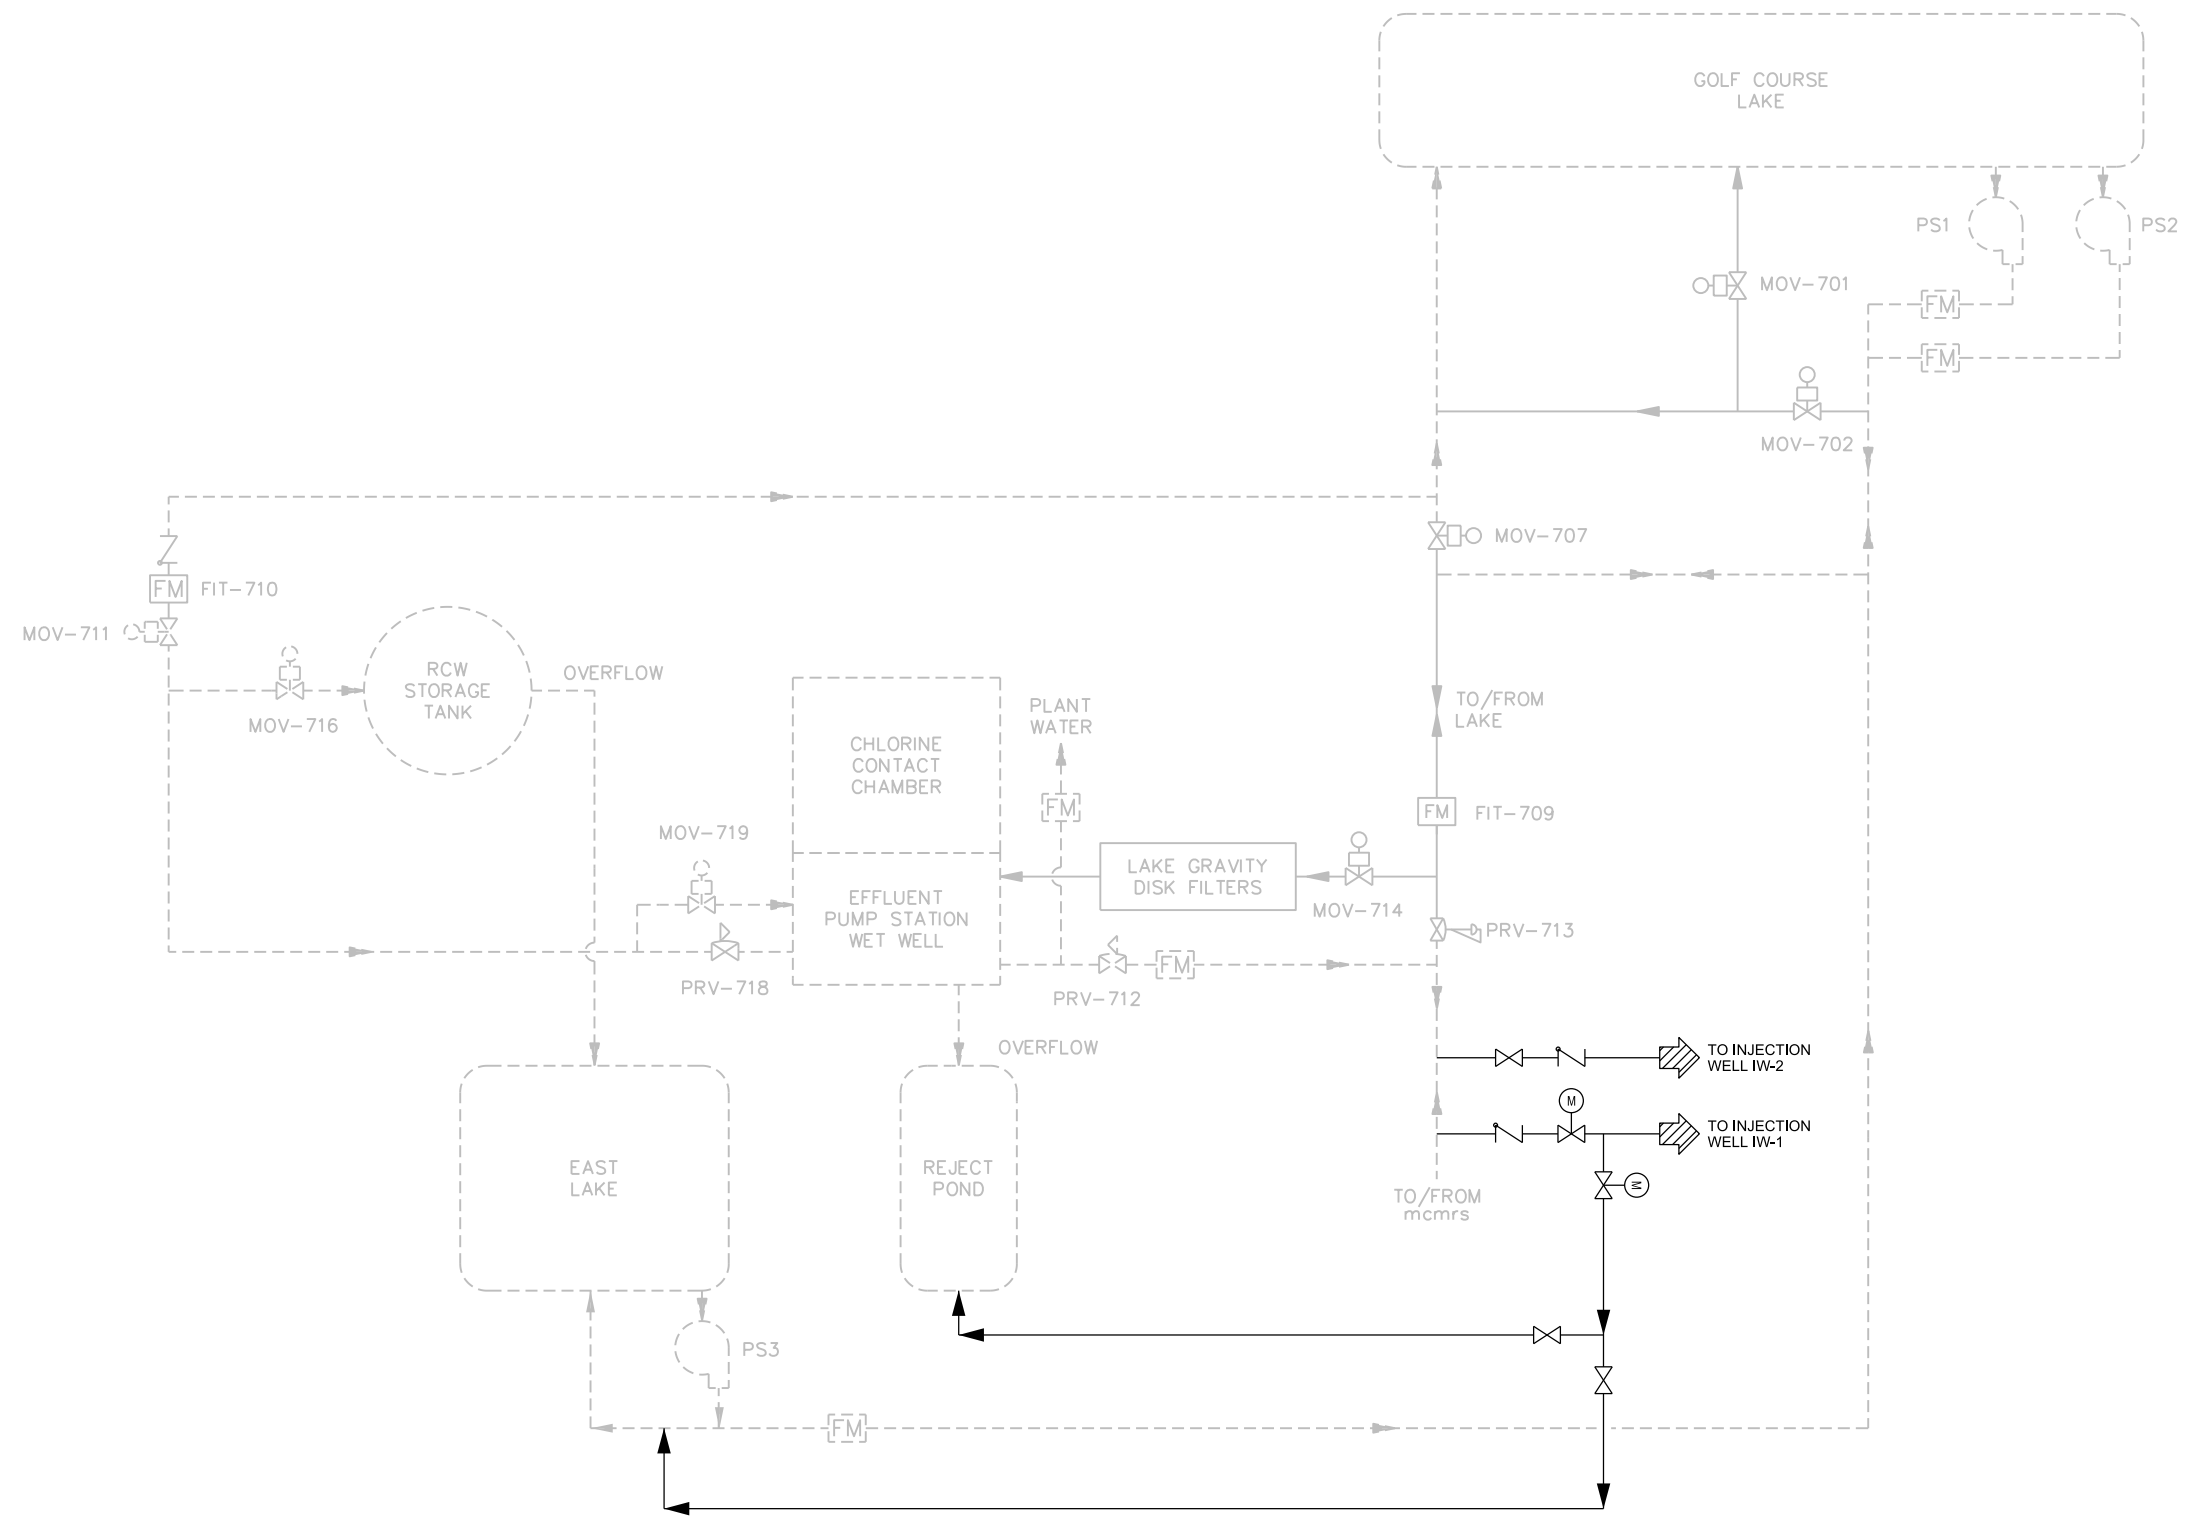 GOLF COURSE
LAKE
PS1
PS2
MOV-701
FM
FM
MOV-702
MOV-707
FM
FIT-710
MOV-711
RCW
STORAGE
TANK
OVERFLOW
MOV-716
PLANT
WATER
TO/FROM
LAKE
CHLORINE
CONTACT
CHAMBER
FM
FM
FIT-709
MOV-719
LAKE GRAVITY
DISK FILTERS
EFFLUENT
PUMP STATION
WET WELL
MOV-714
PRV-713
FM
PRV-718
PRV-712
OVERFLOW
TO INJECTION
WELL IW-2
M
TO INJECTION
WELL IW-1
EAST
LAKE
REJECT
POND
M
TO/FROM
mcmrs
PS3
FM